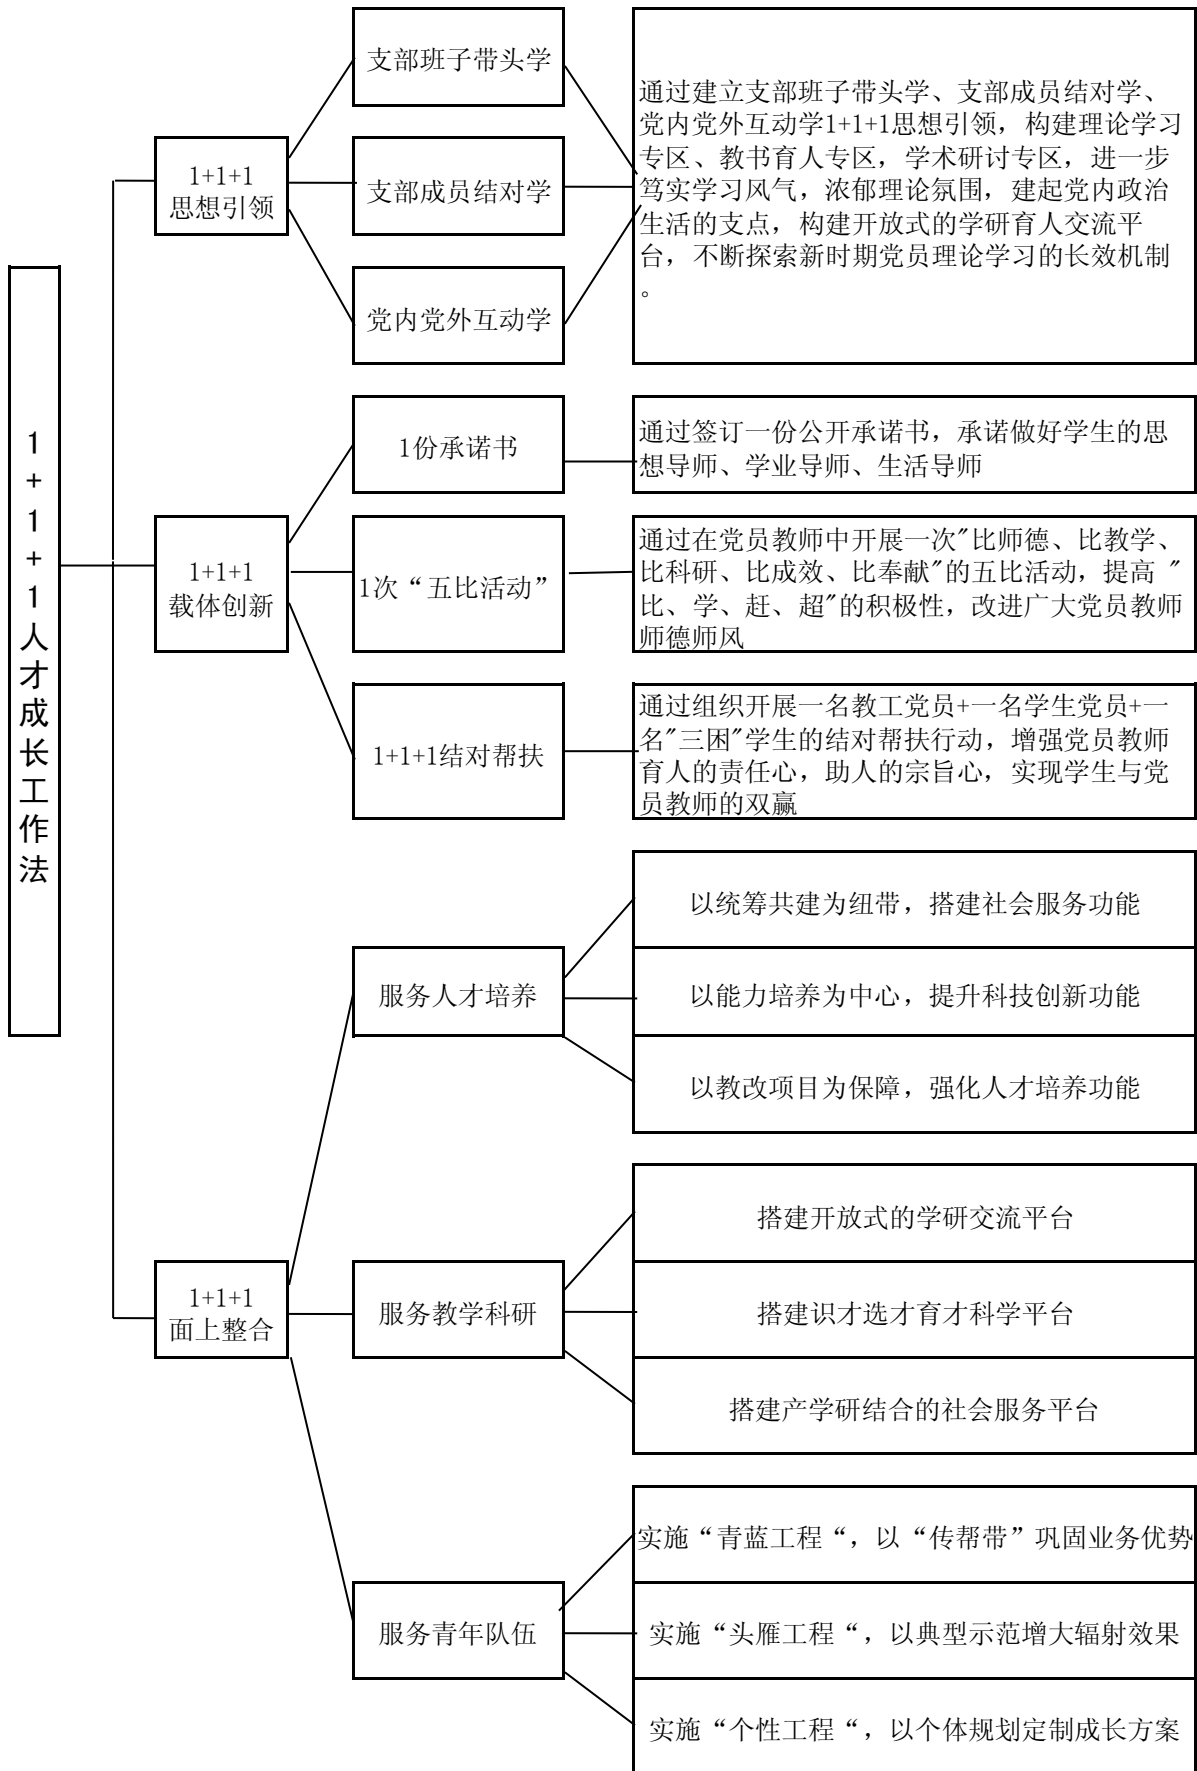 1+1+1人才成长工作法
1+1+1
思想引领
支部班子带头学
支部成员结对学
党内党外互动学
通过建立支部班子带头学、支部成员结对学、
党内党外互动学1+1+1思想引领，构建理论学习
专区、教书育人专区，学术研讨专区，进一步
笃实学习风气，浓郁理论氛围，建起党内政治
生活的支点，构建开放式的学研育人交流平
台，不断探索新时期党员理论学习的长效机制
。
1+1+1
载体创新
1份承诺书
通过签订一份公开承诺书，承诺做好学生的思
想导师、学业导师、生活导师
1次“五比活动”
通过在党员教师中开展一次"比师德、比教学、
比科研、比成效、比奉献"的五比活动，提高 "
比、学、赶、超"的积极性，改进广大党员教师
师德师风
1+1+1结对帮扶
通过组织开展一名教工党员+一名学生党员+一
名"三困"学生的结对帮扶行动，增强党员教师
育人的责任心，助人的宗旨心，实现学生与党
员教师的双赢
1+1+1
面上整合
服务人才培养
以统筹共建为纽带，搭建社会服务功能
以能力培养为中心，提升科技创新功能
以教改项目为保障，强化人才培养功能
服务教学科研
搭建开放式的学研交流平台
搭建识才选才育才科学平台
搭建产学研结合的社会服务平台
服务青年队伍
实施“青蓝工程“，以“传帮带”巩固业务优势
实施“头雁工程“，以典型示范增大辐射效果
实施“个性工程“，以个体规划定制成长方案